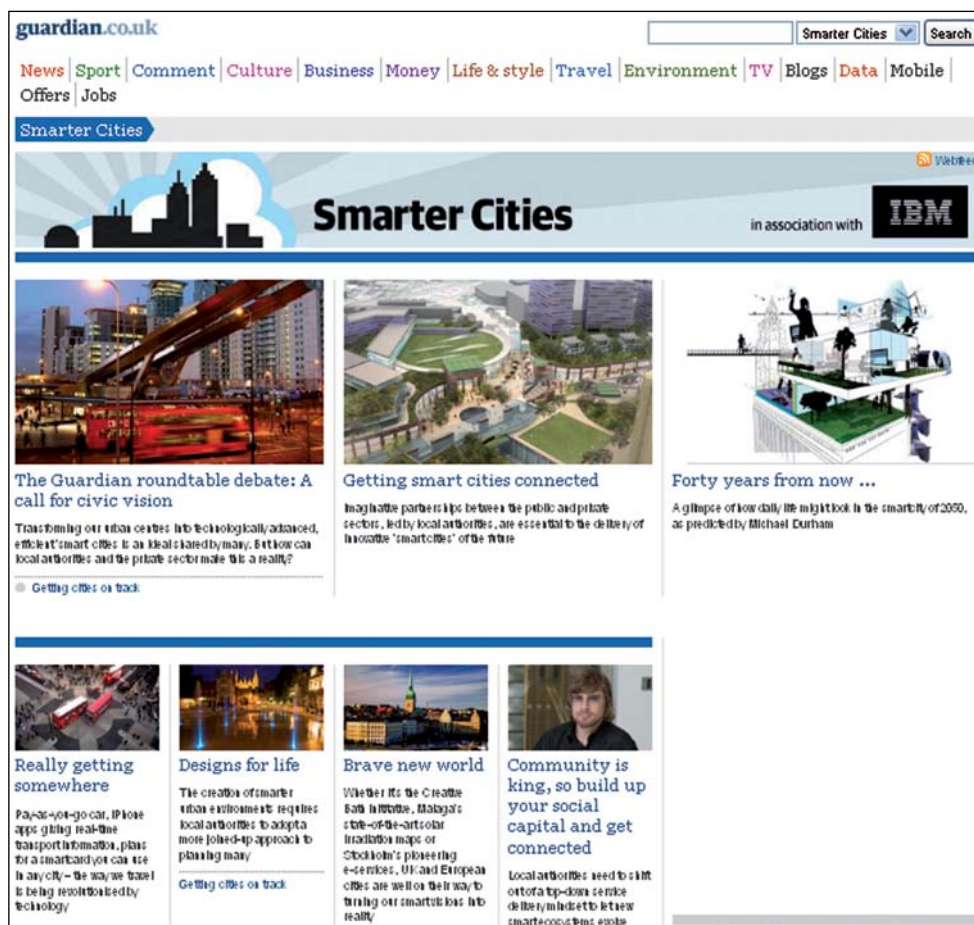 guardian.co.uk
Smarter Cities
Search
News Sport Comment Culture Business Money Life & style Travel Environment TV Blogs Data Mobile
Offers Jobs
Smarter Cities
Webfeed
Smarter Cities
in association with
IBM
The Guardian roundtable debate: A
call for civic vision
Transforming our urban centres into technologically advanced,
efficient 'smart' cities is an ideal shared by many. But how can
local authorities and the private sector make this a reality?
Getting cities on track
Getting smart cities connected
Imaginative partnerships between the public and private
sectors, led by local authorities, are essential to the delivery of
innovative 'smart cities' of the future
Forty years from now ...
A glimpse of how daily life might look in the smart city of 2050,
as predicted by Michael Durham
Really getting
somewhere
Pay-as-you-go car, iPhone
apps giving real-time
transport information, plans
for a smartcard you can use
in any city – the way we travel
is being revolutionised by
technology
Designs for life
The creation of smarter
urban environments requires
local authorities to adopt a
more joined-up approach to
planning many
Getting cities on track
Brave new world
Whether it's the Creative
Bath initiative, Malaga's
state-of-the-art solar
irradiation maps or
Stockholm's pioneering
e-services, UK and European
cities are well on their way to
turning our smart visions into
reality
Community is
king, so build up
your social
capital and get
connected
Local authorities need to shift
out of a top-down service
delivery mindset to let new
smart ecosystems evolve